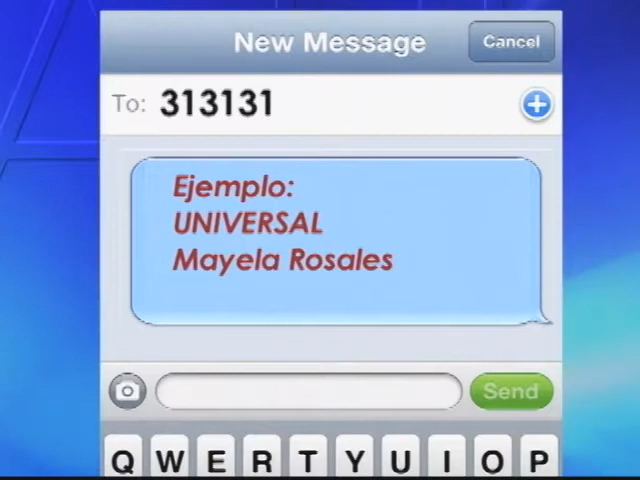 New Message
Cancel
To: 313131
Ejemplo:
UNIVERSAL
Mayela Rosales
Send
Q W E R T Y U I O P